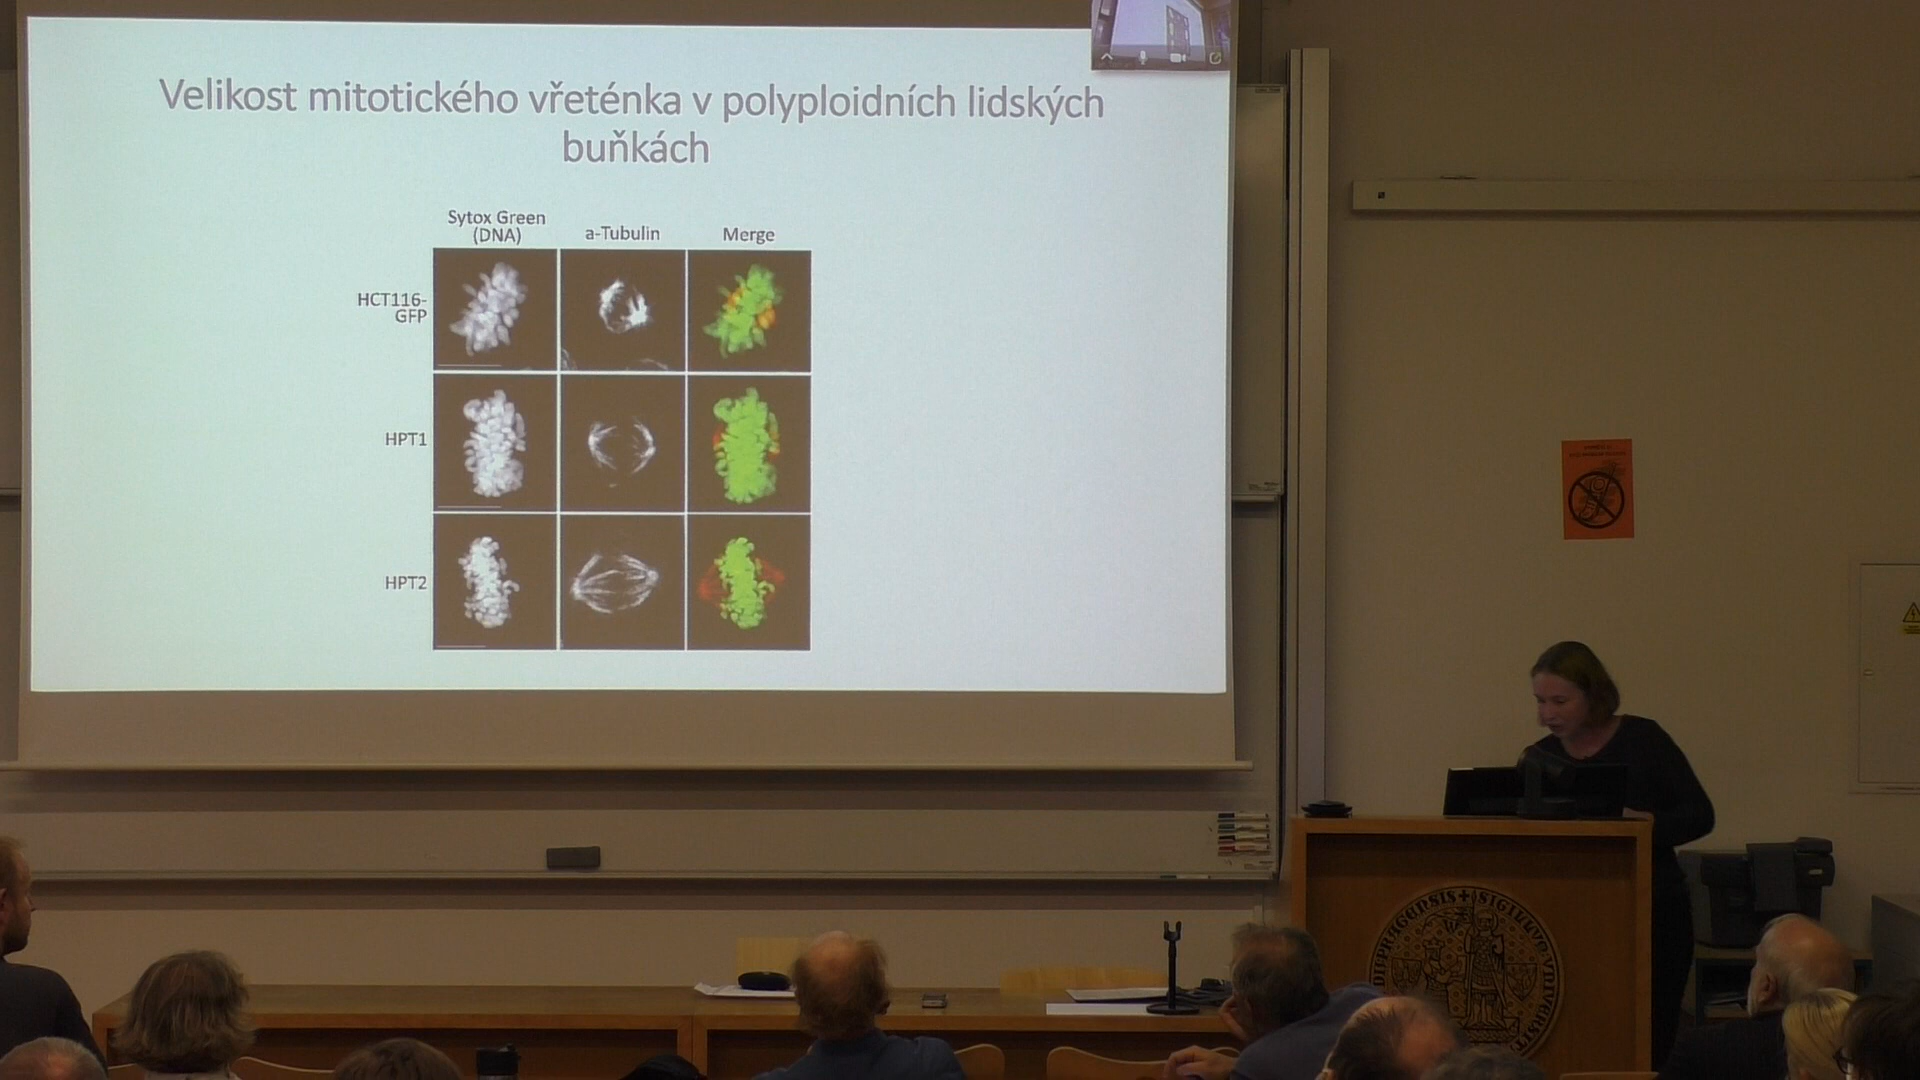 Velikost mitotického vřeténka v polyploidních lidských
buňkách
Sytox Green
(DNA)
a-Tubulin
Merge
HCT116-
GFP
HPT1
HPT2